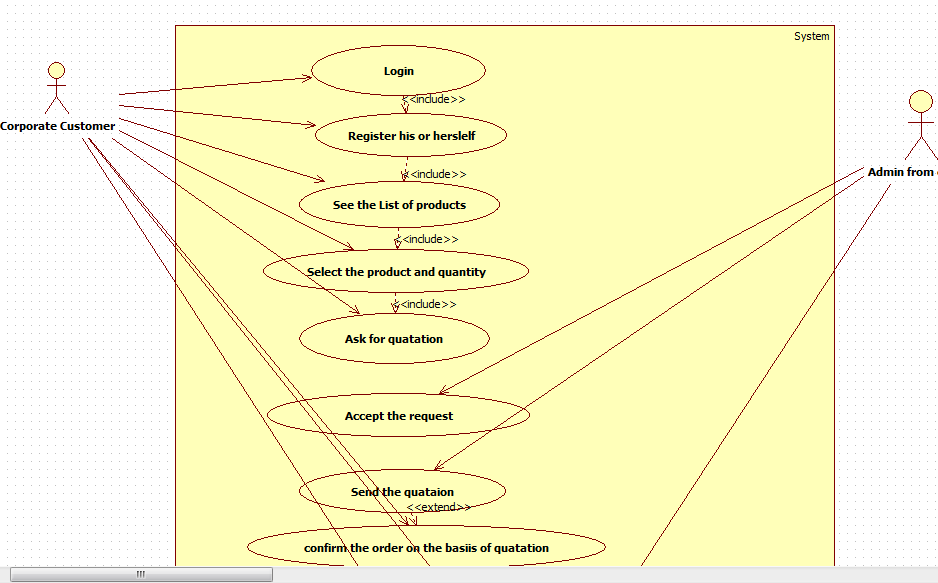 System
Login
<<include>>
Corporate Customer
Register his or herslelf
<<include>>
Admin from
See the List of products
<<include>>
Select the product and quantity
<<include>>
Ask for quatation
Accept the request
Send the quataion
<<extend>>
confirm the order on the basiis of quatation